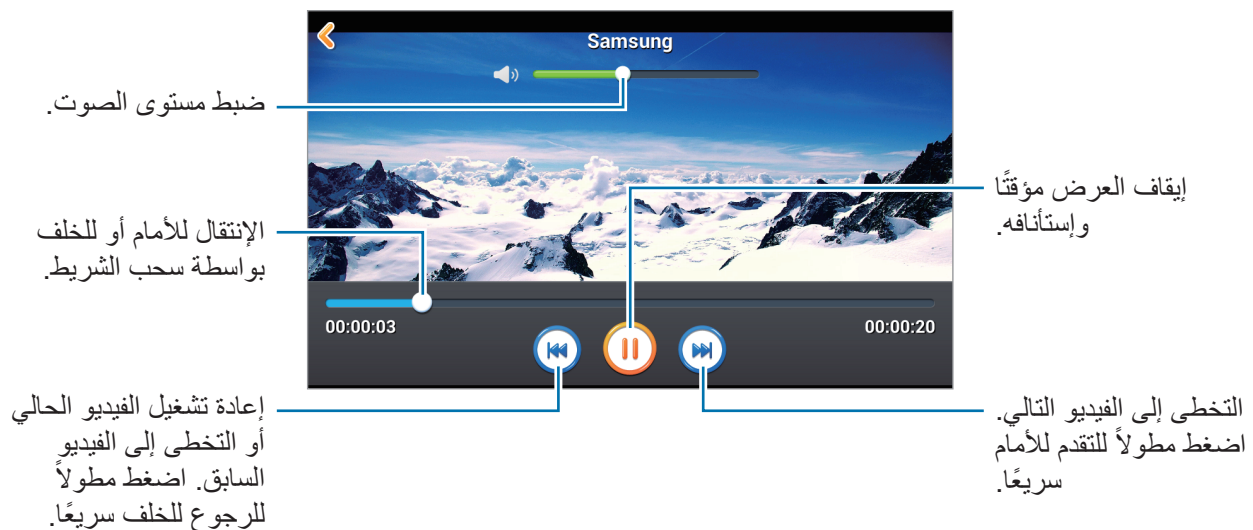 Samsung
ضبط مستوى الصوت.
إيقاف العرض مؤقتًا
وإستأنافه.
الإنتقال للأمام أو للخلف
بواسطة سحب الشريط.
00:00:03
00:00:20
إعادة تشغيل الفيديو الحالي
أو التخطى إلى الفيديو
السابق. اضغط مطولاً
للرجوع للخلف سريعًا.
التخطى إلى الفيديو التالي.
اضغط مطولاً للتقدم للأمام
سريعًا.